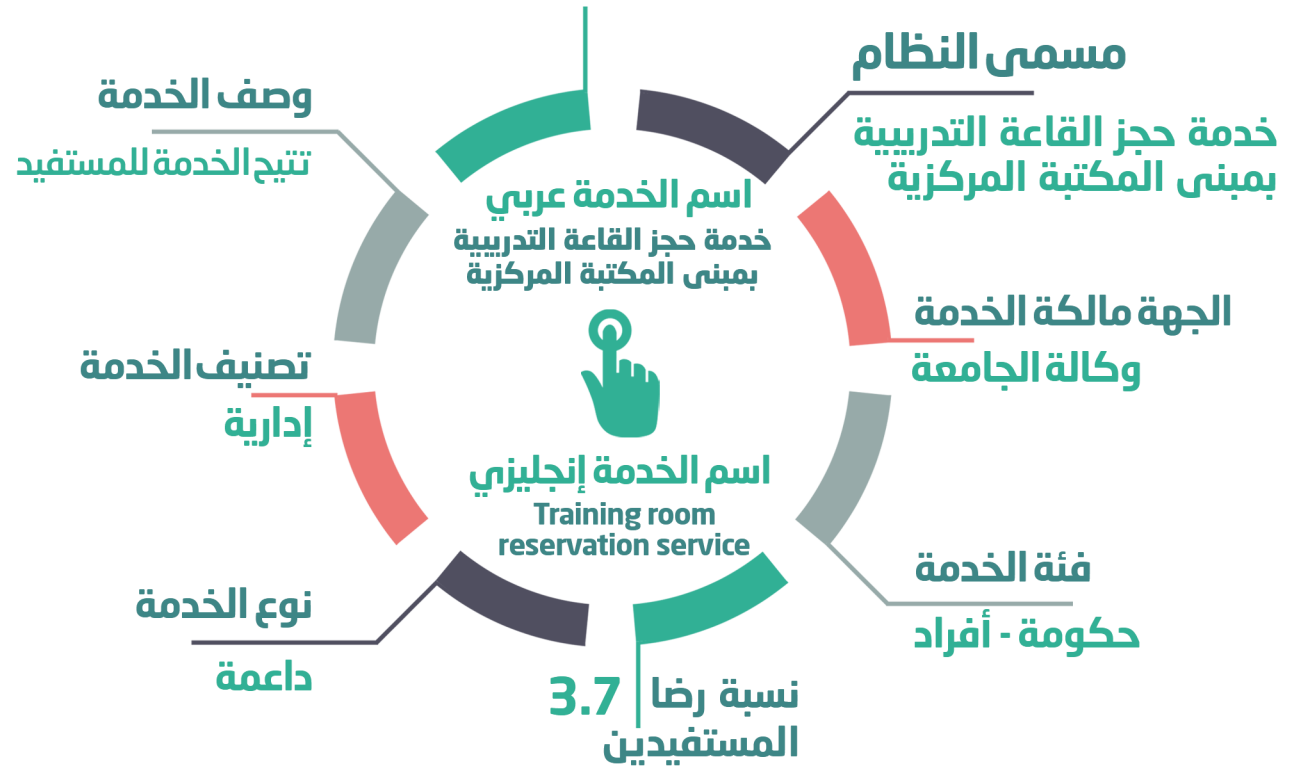 مسمى النظام
خدمة حجز القاعة التدريبية
بمبنى المكتبة المركزية
الجهة مالكة الخدمة
وكالة الجامعة
فئة الخدمة
حكومة - أفراد
نسبة رضا
المستفيدين
3.7
نوع الخدمة
داعمة
تصنيف الخدمة
إدارية
وصف الخدمة
تتيح الخدمة للمستفيد
اسم الخدمة عربي
خدمة حجز القاعة التدريبية
بمبنى المكتبة المركزية
اسم الخدمة إنجليزي
Training room
reservation service